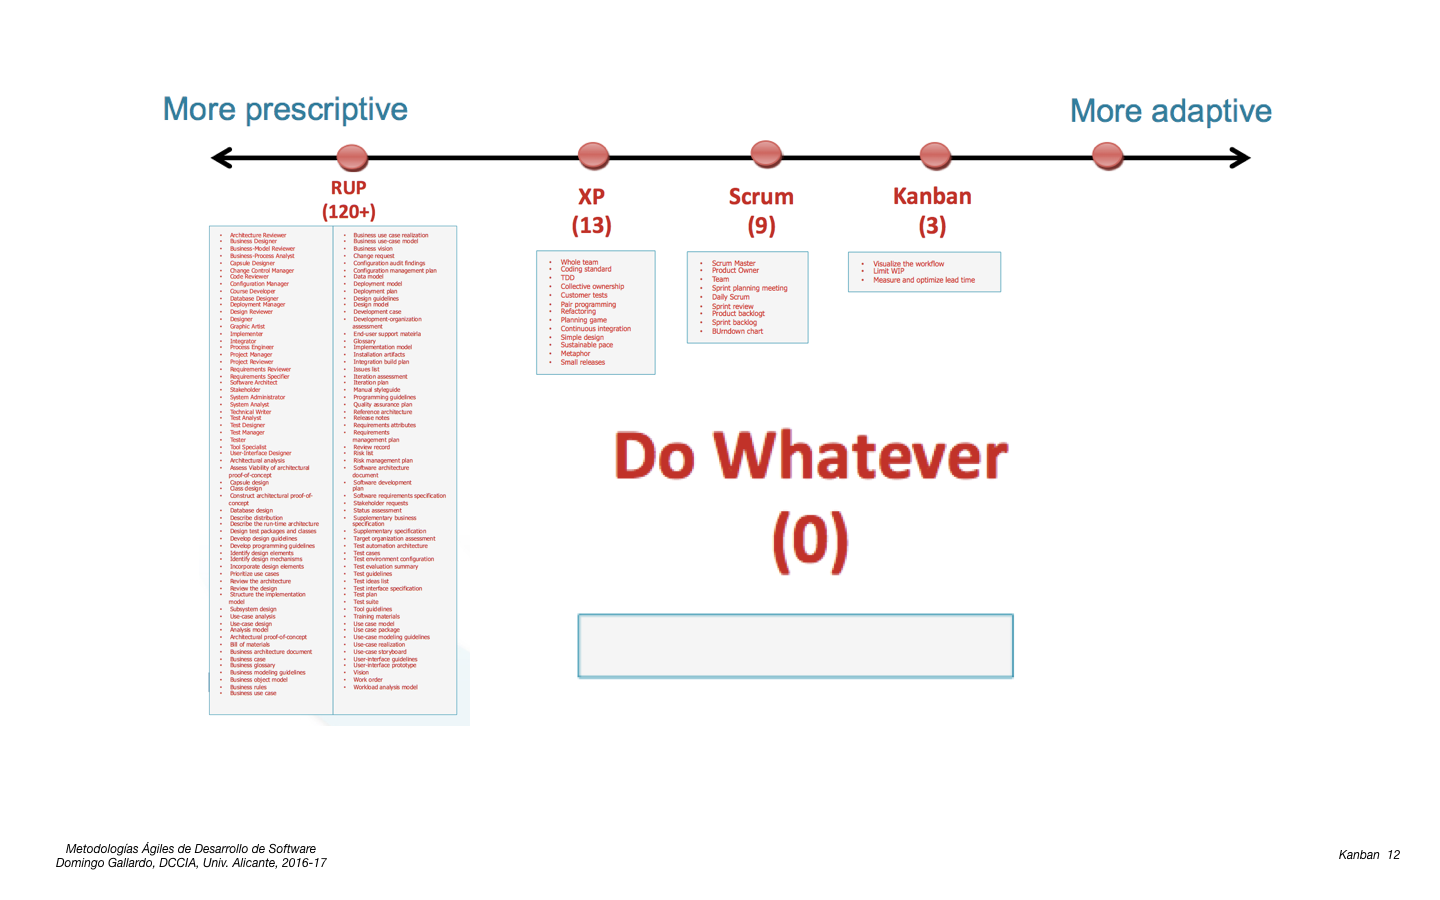 More prescriptive
More adaptive
RUP
(120+)
XP
(13)
Scrum
(9)
Kanban
(3)
• Architecture Reviewer
• Business Designer
• Business-Model Reviewer
• Business-Process Analyst
• Capsule Designer
• Change Control Manager
• Code Reviewer
• Configuration Manager
• Course Developer
• Database Designer
• Deployment Manager
• Design Reviewer
• Designer
• Graphic Artist
• Implementer
• Integrator
• Process Engineer
• Project Manager
• Project Reviewer
• Requirements Reviewer
• Requirements Specifier
• Software Architect
• Stakeholder
• System Administrator
• System Analyst
• Technical Writer
• Test Analyst
• Test Designer
• Test Manager
• Tester
• Tool Specialist
• User-Interface Designer
• Architectural analysis
• Assess Viability of architectural
proof-of-concept
• Capsule design
• Class design
• Construct architectural proof-of-
concept
• Database design
• Describe distribution
• Describe the run-time architecture
• Design test packages and classes
• Develop design guidelines
• Develop programming guidelines
• Identify design elements
• Identify design mechanisms
• Incorporate design elements
• Prioritize use cases
• Review the architecture
• Review the design
• Structure the implementation
model
• Subsystem design
• Use-case analysis
• Use-case design
• Analysis model
• Architectural proof-of-concept
• Bill of materials
• Business architecture document
• Business case
• Business glossary
• Business modeling guidelines
• Business object model
• Business rules
• Business use case
• Business use case realization
• Business use-case model
• Business vision
• Change request
• Configuration audit findings
• Configuration management plan
• Data model
• Deployment model
• Deployment plan
• Design guidelines
• Design model
• Development case
• Development-organization
assessment
• End-user support mateirla
• Glossary
• Implementation model
• Installation artifacts
• Integration build plan
• Issues list
• Iteration assessment
• Iteration plan
• Manual styleguide
• Programming guidelines
• Quality assurance plan
• Reference architecture
• Release notes
• Requirements attributes
• Requirements
management plan
• Review record
• Risk list
• Risk management plan
• Software architecture
document
• Software development
plan
• Software requirements specification
• Stakeholder requests
• Status assessment
• Supplementary business
specification
• Supplementary specification
• Target organization assessment
• Test automation architecture
• Test cases
• Test environment configuration
• Test evaluation summary
• Test guidelines
• Test ideas list
• Test interface specification
• Test plan
• Test suite
• Tool guidelines
• Training materials
• Use case model
• Use case package
• Use-case modeling guidelines
• Use-case realization
• Use-case storyboard
• User-interface guidelines
• User-interface prototype
• Vision
• Work order
• Workload analysis model
• Whole team
• Coding standard
• TDD
• Collective ownership
• Customer tests
• Pair programming
• Refactoring
• Planning game
• Continuous integration
• Simple design
• Sustainable pace
• Metaphor
• Small releases
• Scrum Master
• Product Owner
• Team
• Sprint planning meeting
• Daily Scrum
• Sprint review
• Product backlogt
• Sprint backlog
• BUrndown chart
• Visualize the workflow
• Limit WIP
• Measure and optimize lead time
Do Whatever
(0)
Metodologías Ágiles de Desarrollo de Software
Domingo Gallardo, DCCIA, Univ. Alicante, 2016-17
Kanban 12